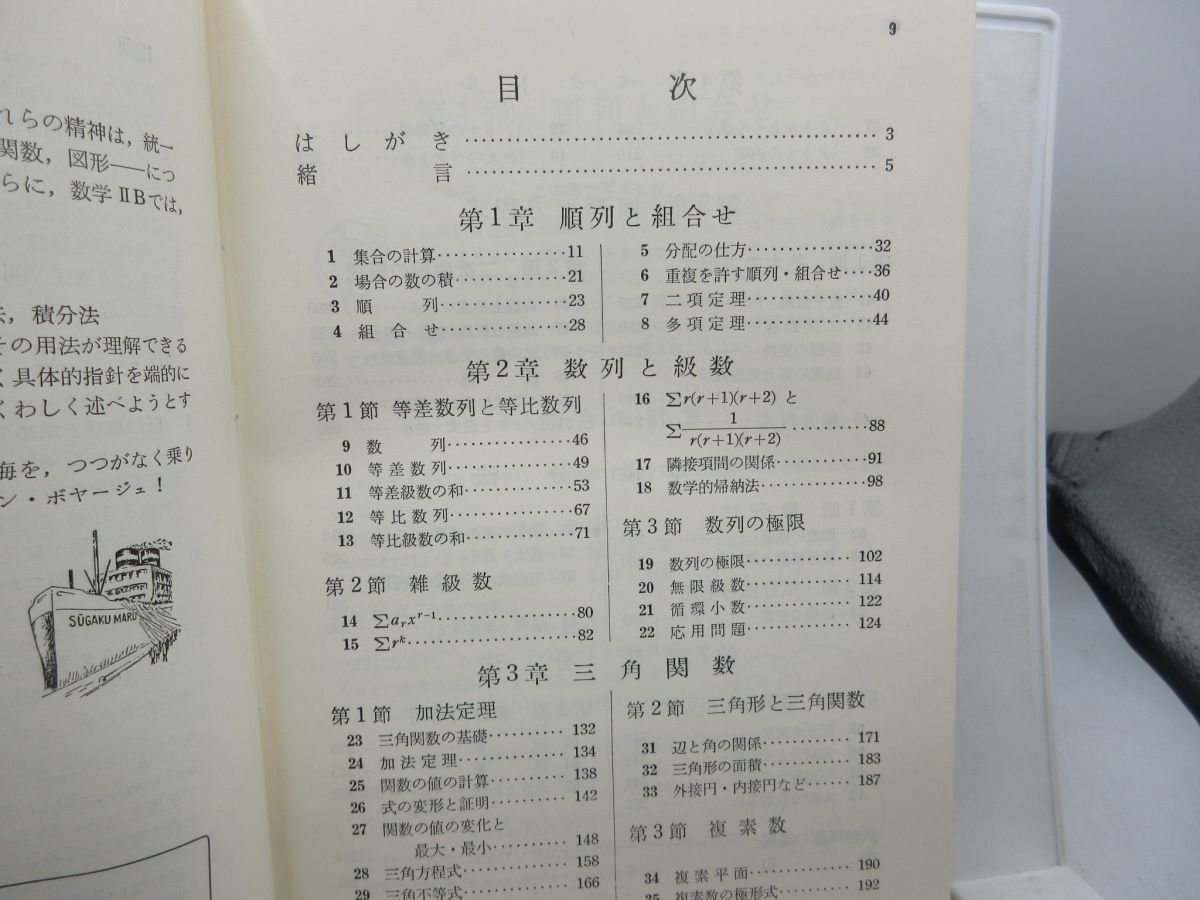 れらの精神は，統一
関数，図形――につ
らに，数学ⅡBでは，
法，積分法
その用法が理解できる
く具体的指針を端的に
くわしく述べようとす
海を，つつがなく乗り
ン・ボヤージュ！
SŪGAKU MARU
9
目次
はしがき……………………………………3
緒言……………………………………5
第1章 順列と組合せ
1 集合の計算……………11
2 場合の数の積……………21
3 順列……………23
4 組合せ……………28
5 分配の仕方……………32
6 重複を許す順列・組合せ……36
7 二項定理……………40
8 多項定理……………44
第2章 数列と級数
第1節 等差数列と等比数列
9 数列……………46
10 等差数列……………49
11 等差級数の和……………53
12 等比数列……………67
13 等比級数の和……………71
第2節 雑級数
14 ∑aᵣxʳ⁻¹……………80
15 ∑rᵏ……………82
16 ∑r(r+1)(r+2) と
∑1/r(r+1)(r+2)……………88
17 隣接項間の関係……………91
18 数学的帰納法……………98
第3節 数列の極限
19 数列の極限……………102
20 無限級数……………114
21 循環小数……………122
22 応用問題……………124
第3章 三角関数
第1節 加法定理
23 三角関数の基礎……………132
24 加法定理……………134
25 関数の値の計算……………138
26 式の変形と証明……………142
27 関数の値の変化と
最大・最小……………148
28 三角方程式……………158
29 三角不等式……………166
第2節 三角形と三角関数
31 辺と角の関係……………171
32 三角形の面積……………183
33 外接円・内接円など……187
第3節 複素数
34 複素平面……………190
35 複素数の極形式……………192